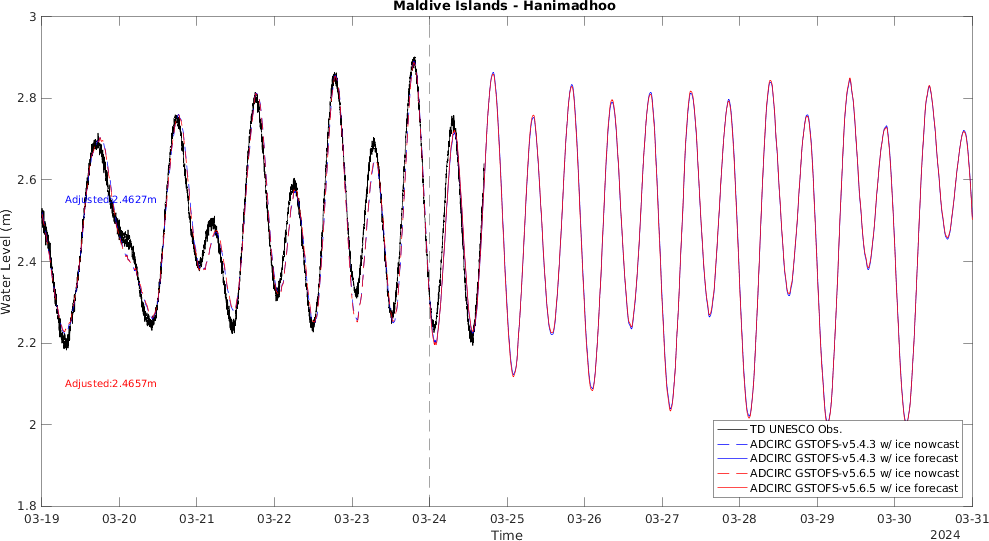 Maldive Islands - Hanimadhoo
3
2.8
2.6
2.4
2.2
2
1.8
Water Level (m)
Adjusted:2.4627m
Adjusted:2.4657m
TD UNESCO Obs.
ADCIRC GSTOFS-v5.4.3 w/ ice nowcast
ADCIRC GSTOFS-v5.4.3 w/ ice forecast
ADCIRC GSTOFS-v5.6.5 w/ ice nowcast
ADCIRC GSTOFS-v5.6.5 w/ ice forecast
03-19 03-20 03-21 03-22 03-23 03-24 03-25 03-26 03-27 03-28 03-29 03-30 03-31
Time
2024